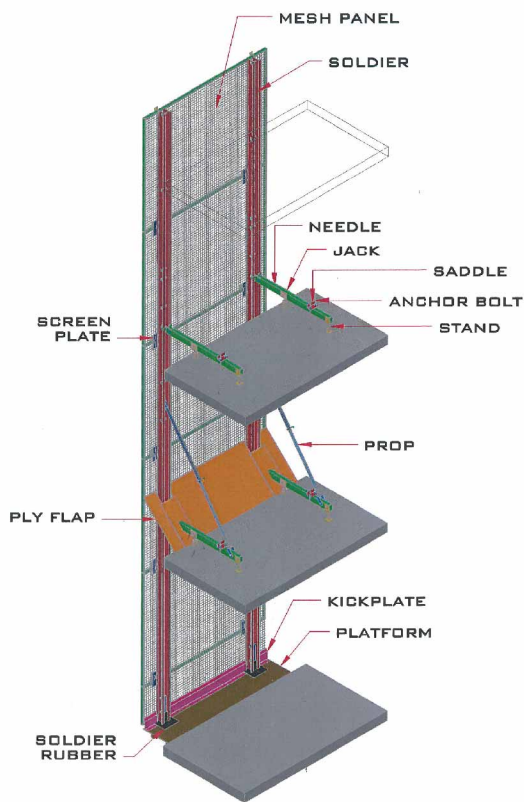 MESH PANEL
SOLDIER
NEEDLE
JACK
SADDLE
ANCHOR BOLT
STAND
SCREEN
PLATE
PROP
PLY FLAP
KICKPLATE
PLATFORM
SOLDIER
RUBBER